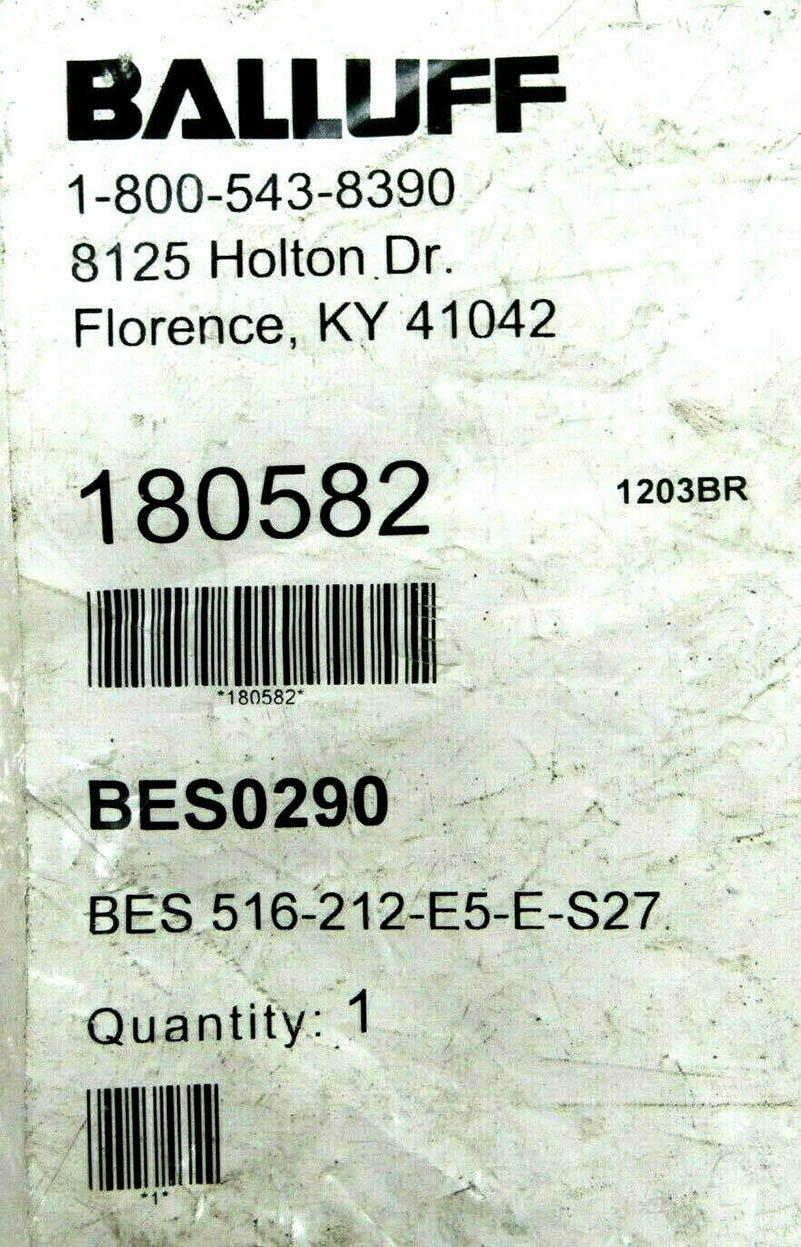 BALLUFF
1-800-543-8390
8125 Holton Dr.
Florence, KY 41042
180582
1203BR
*180582*
BES0290
BES 516-212-E5-E-S27
Quantity: 1
*1*